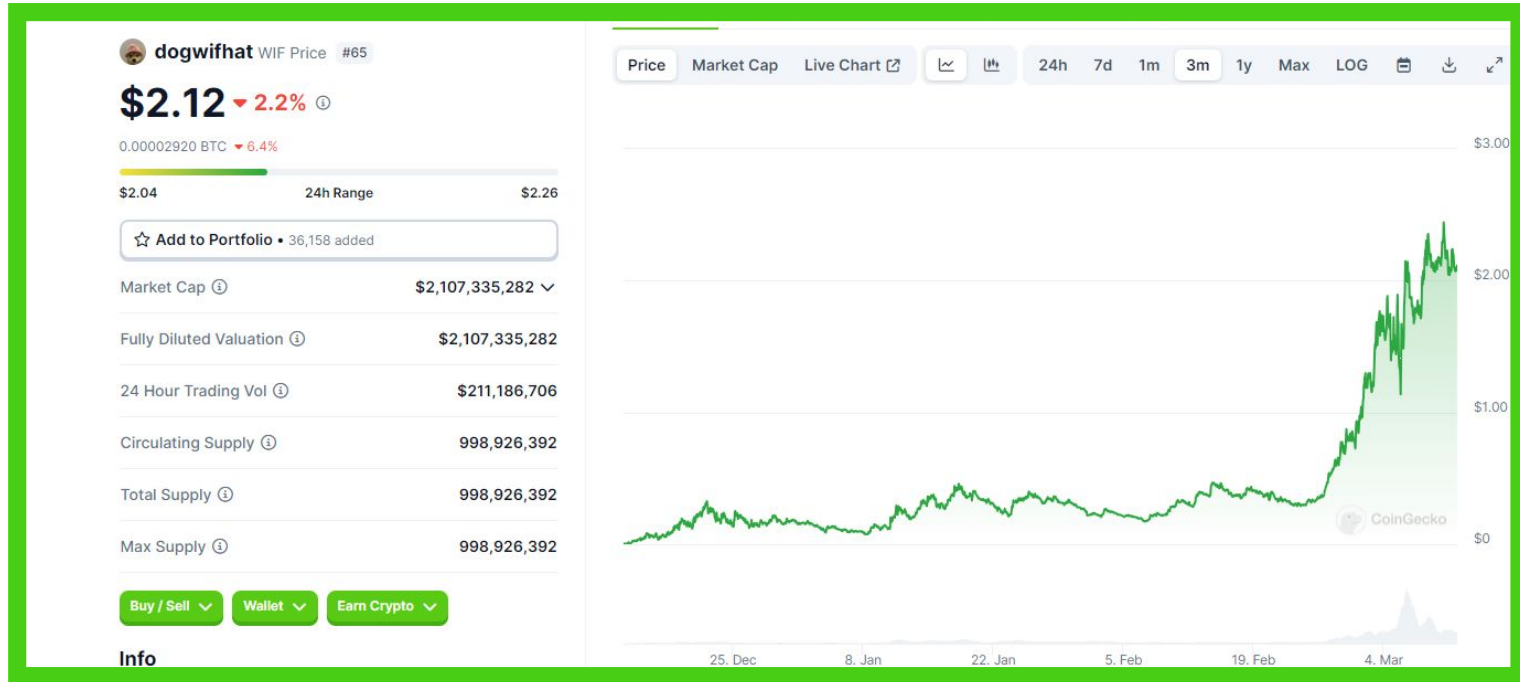 dogwifhat WIF Price #65
$2.12 2.2%
0.00002920 BTC 6.4%
$2.04 24h Range $2.26
Add to Portfolio • 36,158 added
Market Cap $2,107,335,282
Fully Diluted Valuation $2,107,335,282
24 Hour Trading Vol $211,186,706
Circulating Supply 998,926,392
Total Supply 998,926,392
Max Supply 998,926,392
Buy / Sell Wallet Earn Crypto
Info
Price Market Cap Live Chart 24h 7d 1m 3m 1y Max LOG
$3.00
$2.00
$1.00
CoinGecko
$0
25. Dec 8. Jan 22. Jan 5. Feb 19. Feb 4. Mar